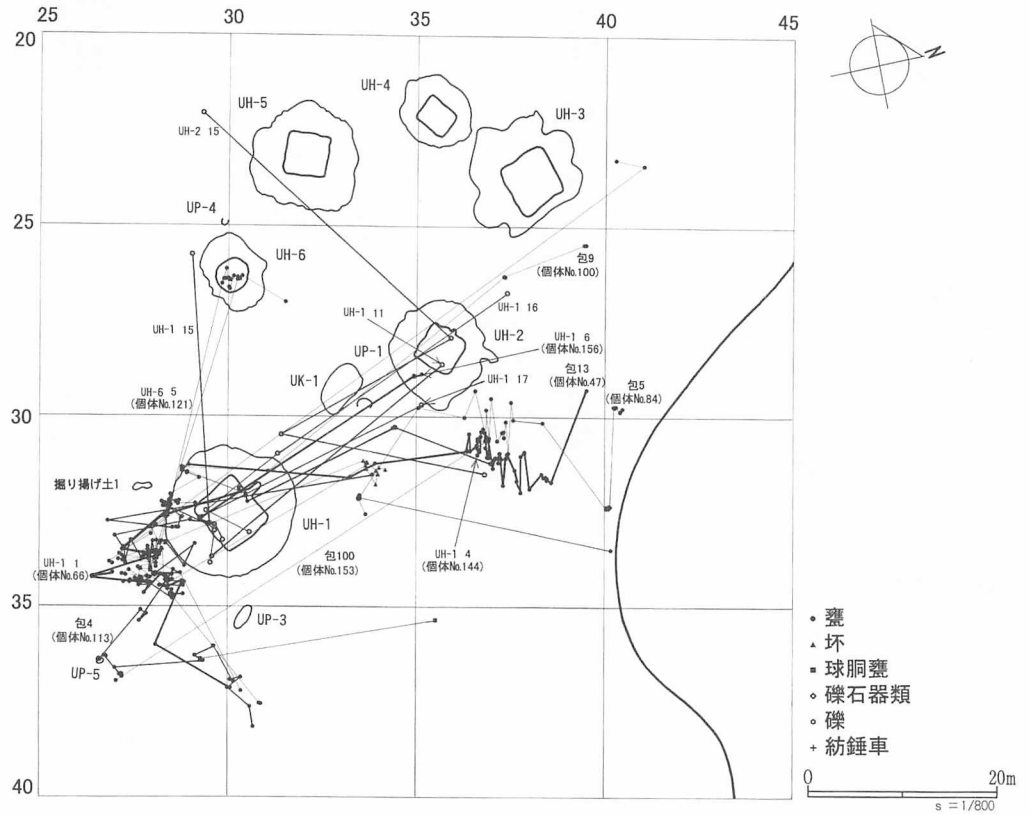 25 30 35 40 45
20
N
UH-4
UH-5
UH-3
UH-2 15
UP-4
25
UH-6
包9
(個体No.100)
UH-1 11
UH-1 16
UH-1 15
UP-1
UH-2
UH-1 6
(個体No.156)
UK-1
包13
(個体No.47)
UH-1 17
包5
(個体No.84)
UH-6 5
(個体No.121)
30
掘り揚げ土1
UH-1
包100
(個体No.153)
UH-1 4
(個体No.144)
UH-1 1
(個体No.66)
35
包4
(個体No.113)
UP-3
UP-5
甕
坏
球胴甕
礫石器類
礫
紡錘車
40
0 20m
s=1/800